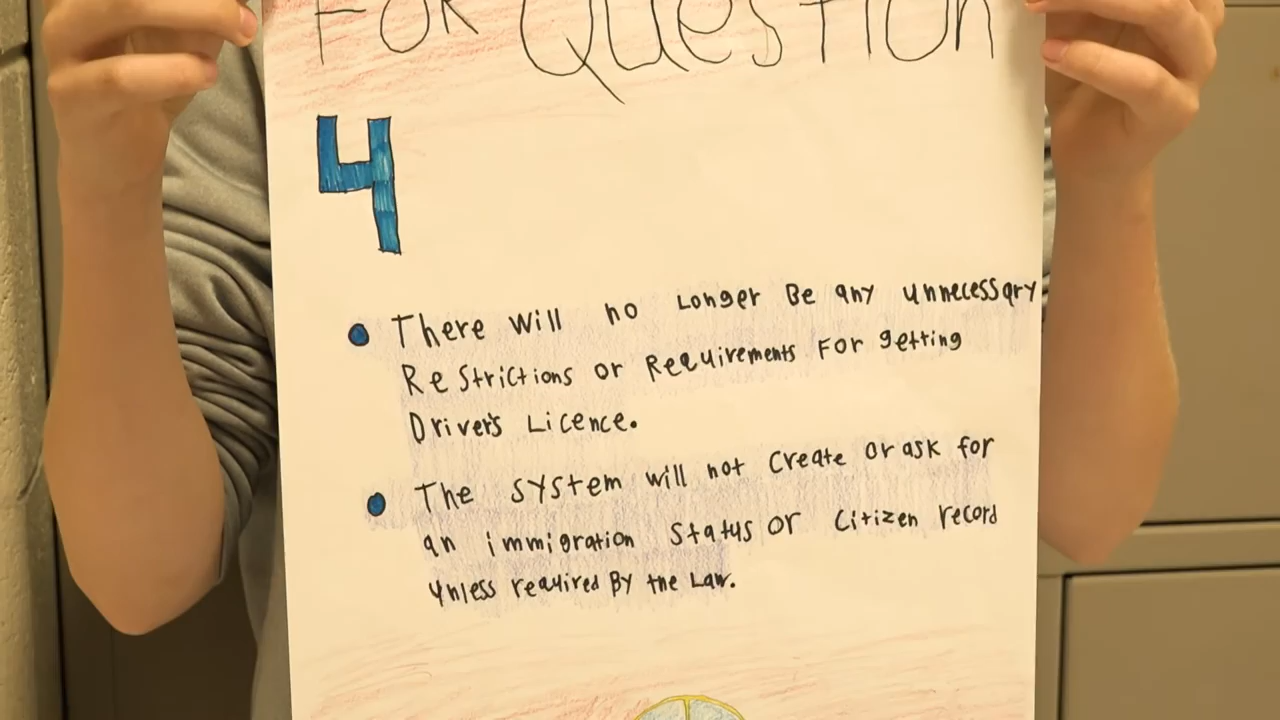 FOR QUESTION
4
There will no Longer Be any unnecessary
Restrictions or Requirements For getting
Driver's Licence.
The system will not Create or ask for
an immigration Status or Citizen record
unless required By the Law.